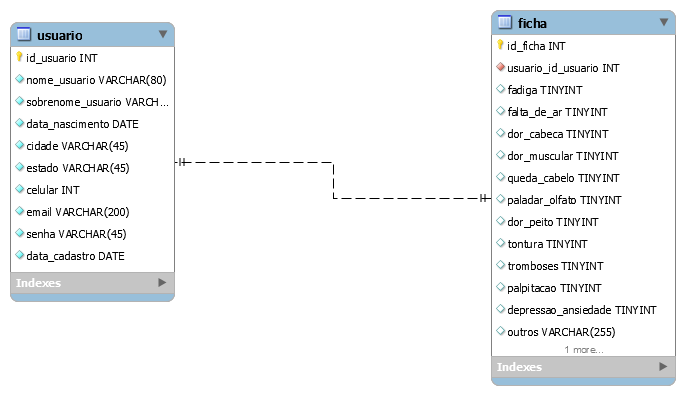 usuario
id_usuario INT
nome_usuario VARCHAR(80)
sobrenome_usuario VARCH...
data_nascimento DATE
cidade VARCHAR(45)
estado VARCHAR(45)
celular INT
email VARCHAR(200)
senha VARCHAR(45)
data_cadastro DATE
Indexes
ficha
id_ficha INT
usuario_id_usuario INT
fadiga TINYINT
falta_de_ar TINYINT
dor_cabeca TINYINT
dor_muscular TINYINT
queda_cabelo TINYINT
paladar_olfato TINYINT
dor_peito TINYINT
tontura TINYINT
tromboses TINYINT
palpitacao TINYINT
depressao_ansiedade TINYINT
outros VARCHAR(255)
1 more...
Indexes